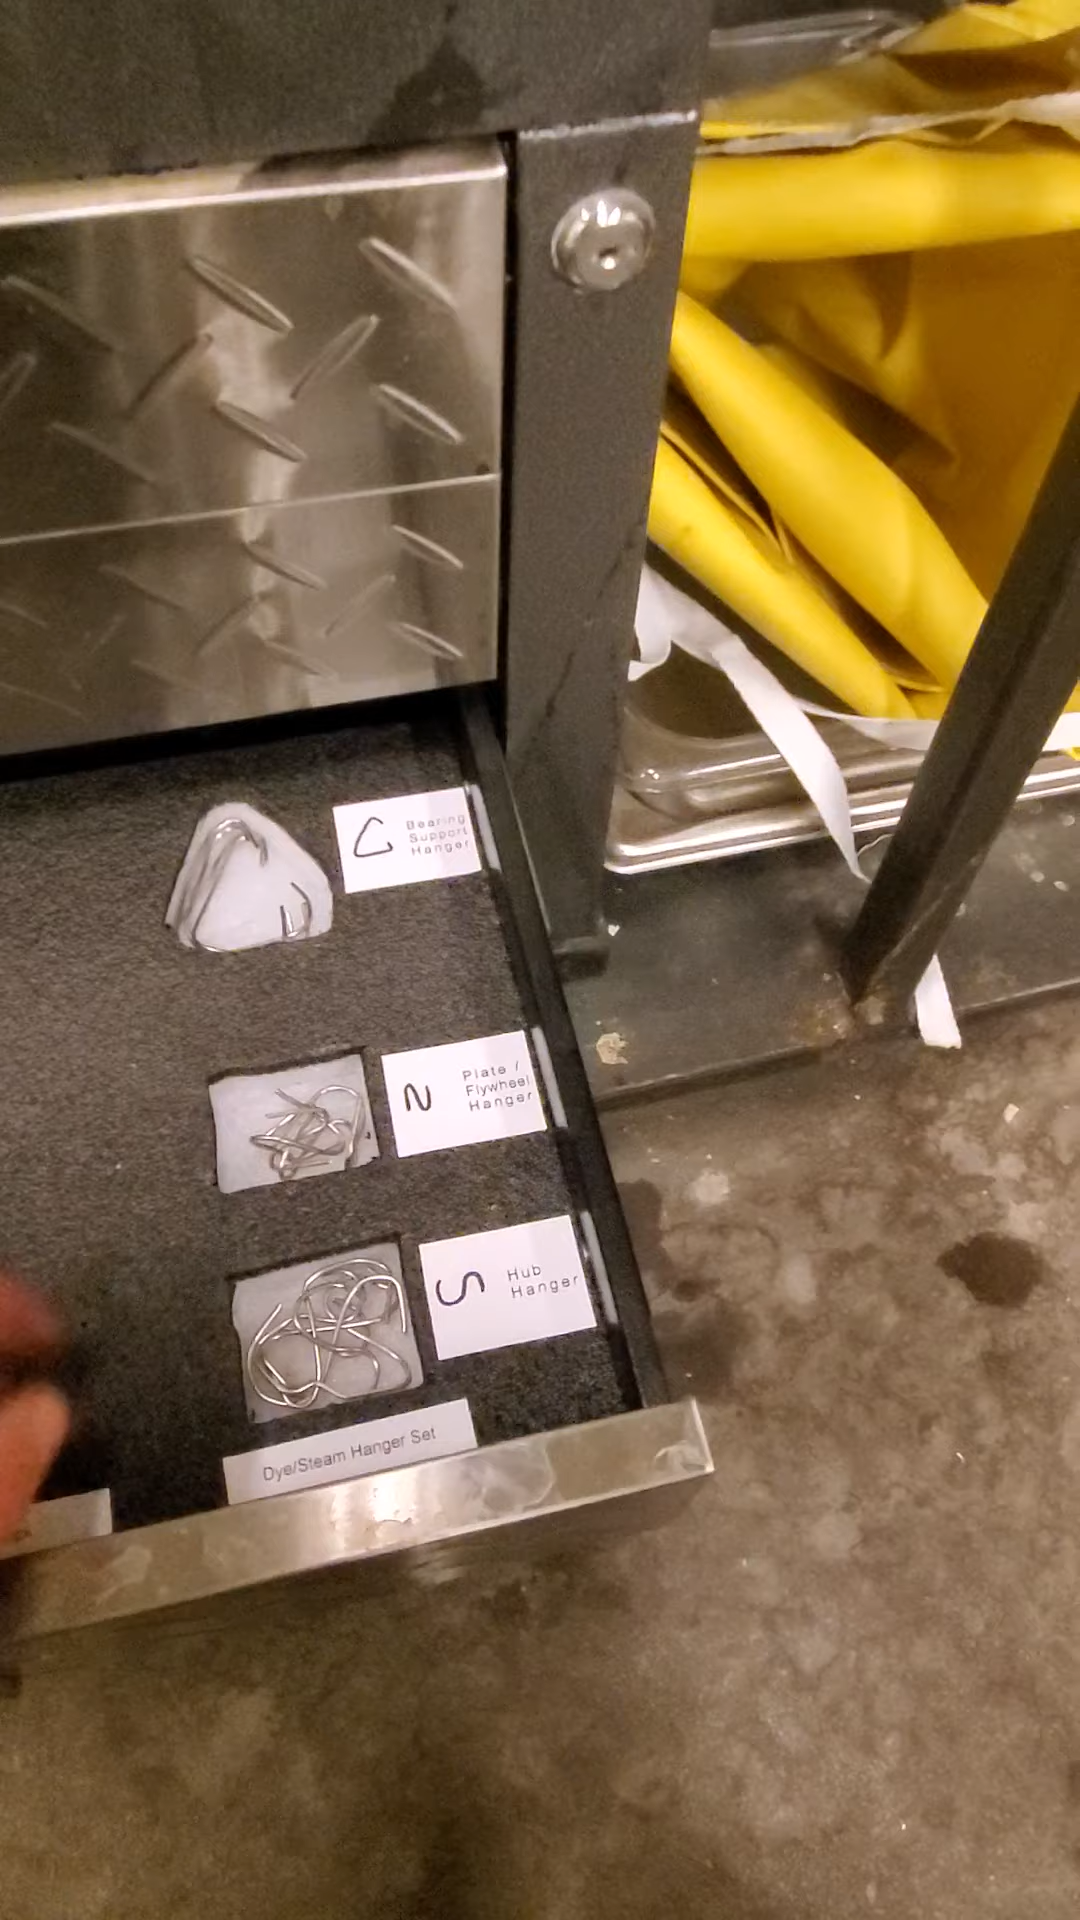 Bearing
Support
Hanger
Plate /
Flywheel
Hanger
Hub
Hanger
Dye/Steam Hanger Set